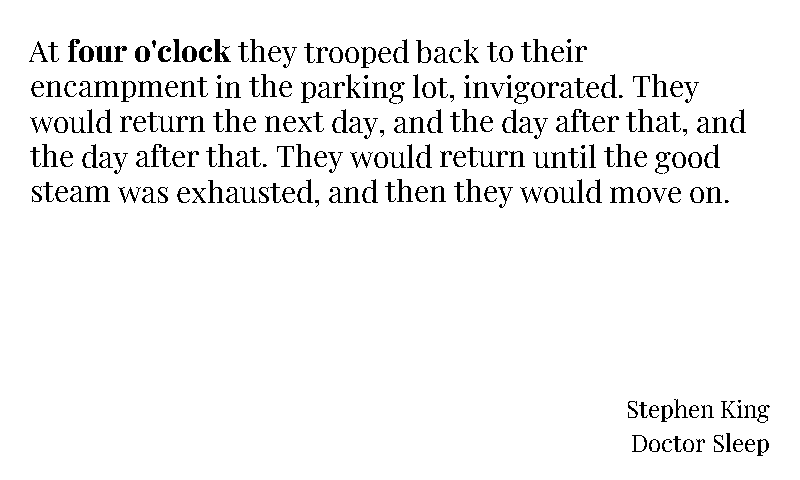 At four o'clock they trooped back to their
encampment in the parking lot, invigorated. They
would return the next day, and the day after that, and
the day after that. They would return until the good
steam was exhausted, and then they would move on.
Stephen King
Doctor Sleep